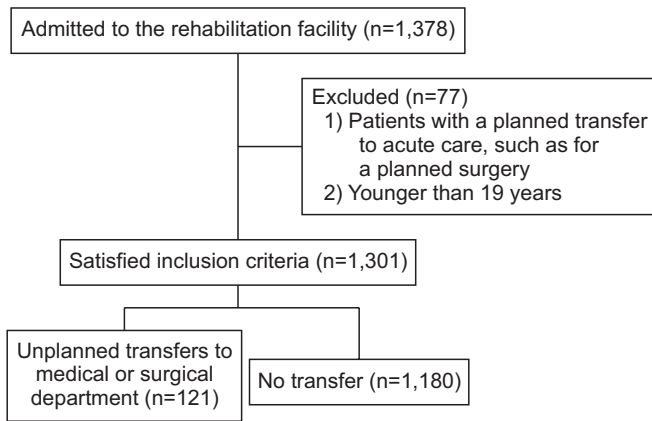 Admitted to the rehabilitation facility (n=1,378)
Excluded (n=77)
1) Patients with a planned transfer
to acute care, such as for
a planned surgery
2) Younger than 19 years
Satisfied inclusion criteria (n=1,301)
Unplanned transfers to
medical or surgical
department (n=121)
No transfer (n=1,180)